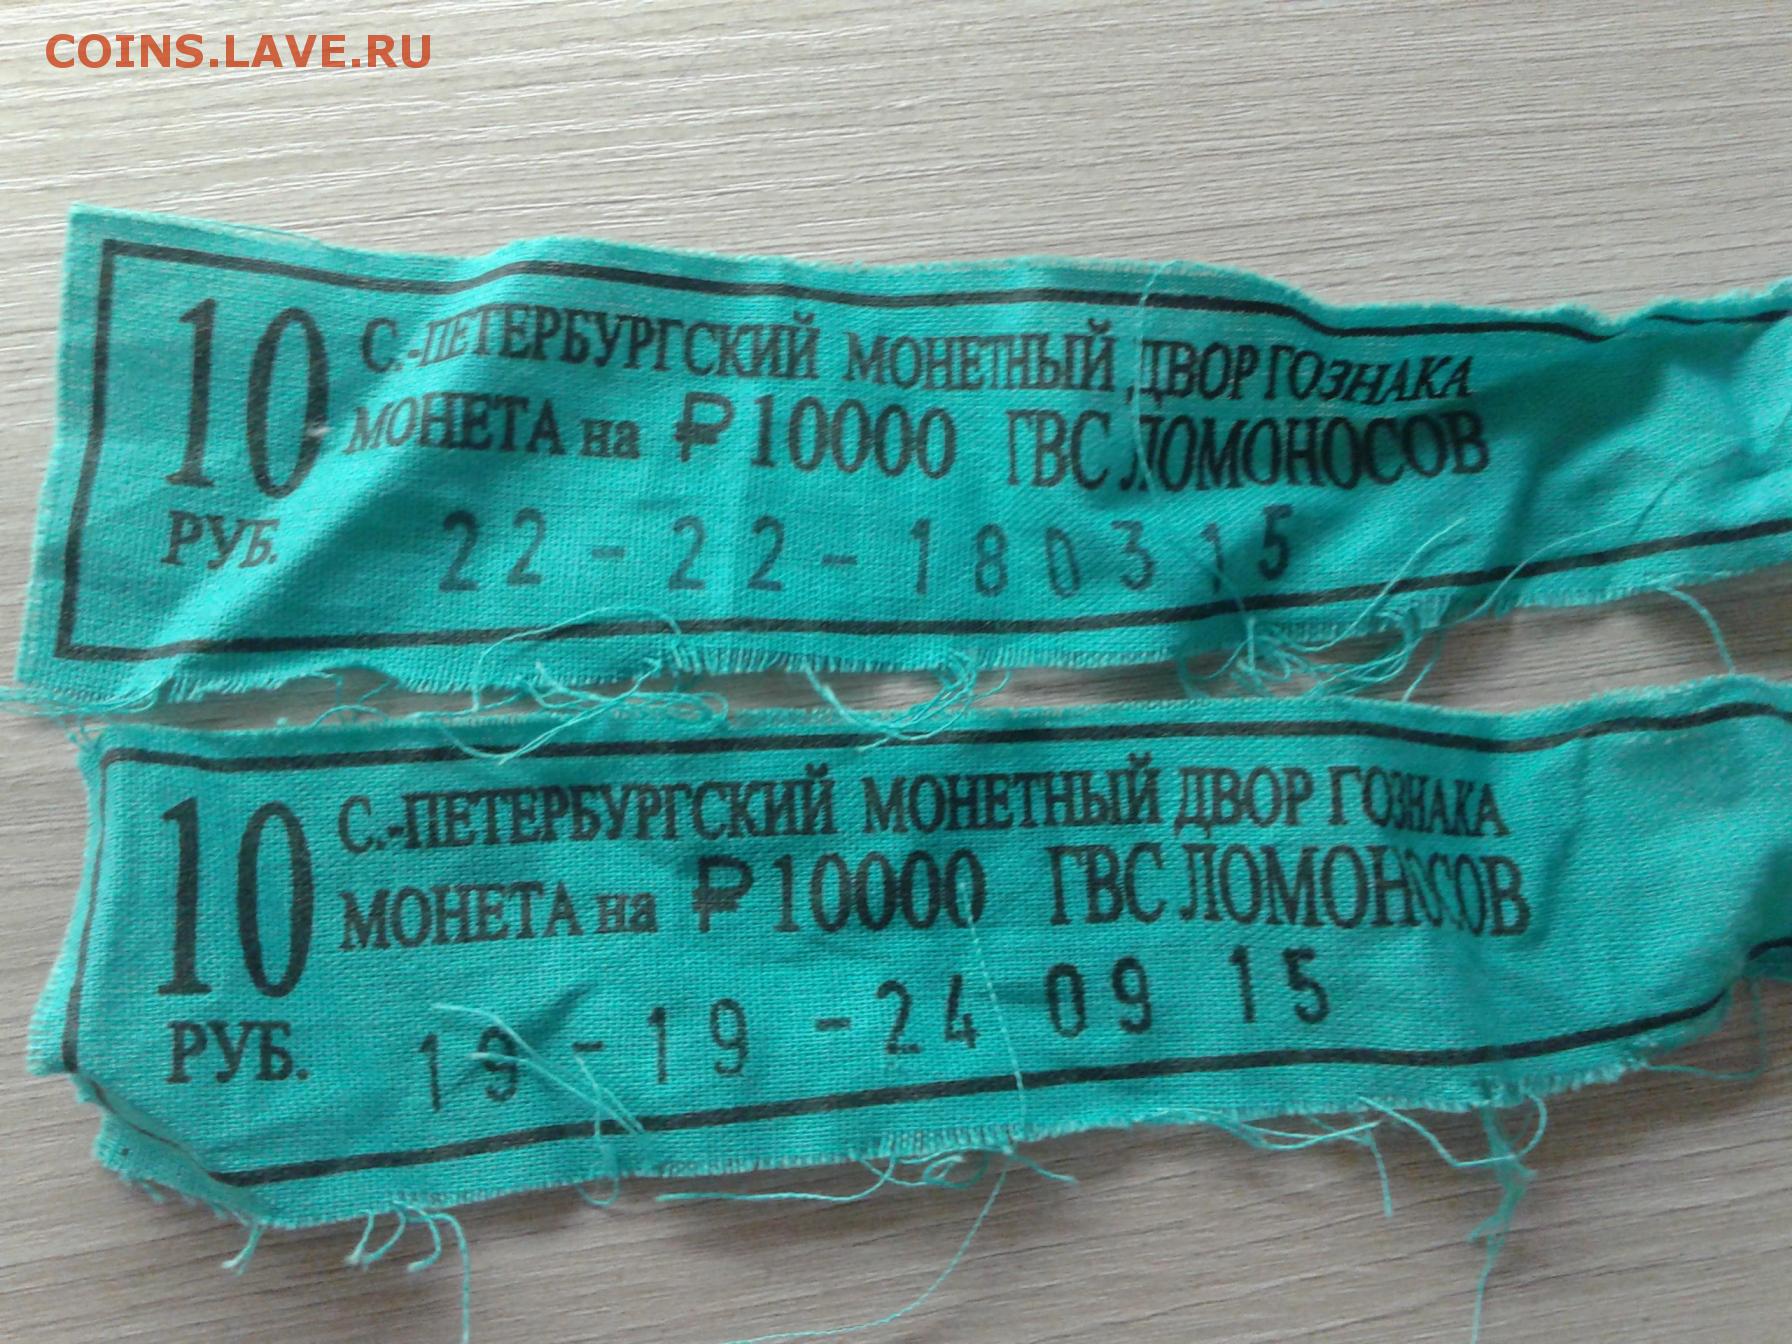 COINS.LAVE.RU
10 РУБ.
С.-ПЕТЕРБУРГСКИЙ МОНЕТНЫЙ ДВОР ГОЗНАКА
МОНЕТА на ₽10000 ГВС ЛОМОНОСОВ
22-22-180315
10 РУБ.
С.-ПЕТЕРБУРГСКИЙ МОНЕТНЫЙ ДВОР ГОЗНАКА
МОНЕТА на ₽10000 ГВС ЛОМОНОСОВ
19-19-24 09 15